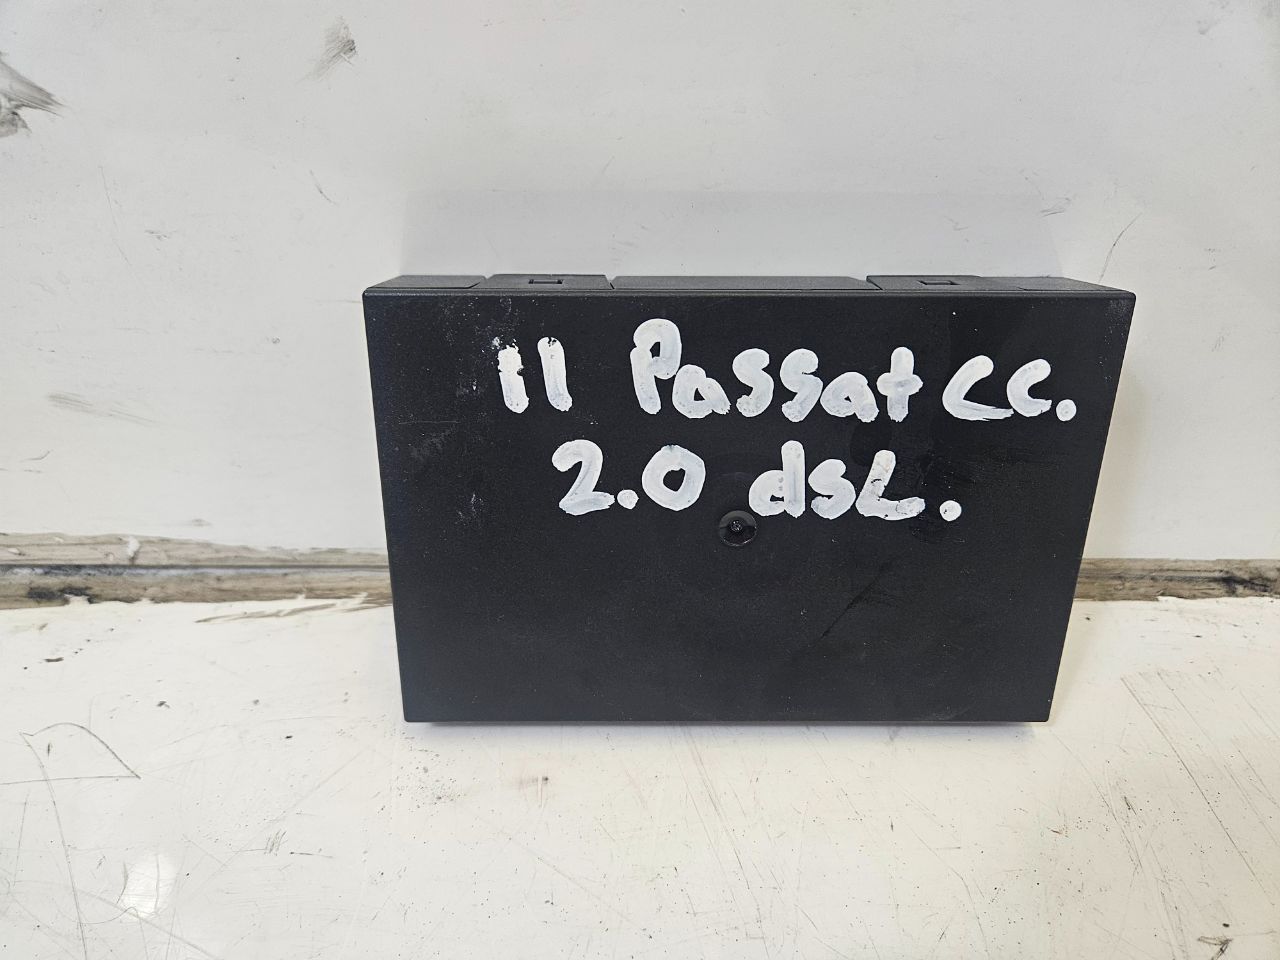 11 Passat CC.
2.0 dsL.